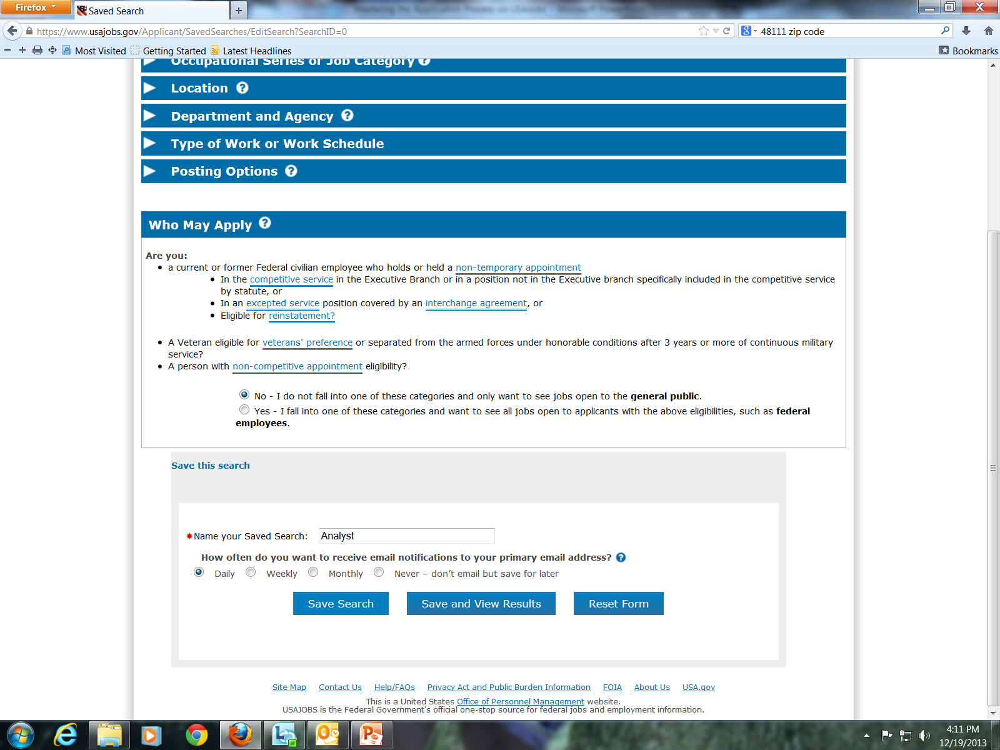 Firefox
Saved Search
https://www.usajobs.gov/Applicant/SavedSearches/EditSearch?SearchID=0
48111 zip code
Most Visited
Getting Started
Latest Headlines
Bookmarks
Occupational Series or Job Category ?
Location ?
Department and Agency ?
Type of Work or Work Schedule
Posting Options ?
Who May Apply ?
Are you:
• a current or former Federal civilian employee who holds or held a non-temporary appointment
• In the competitive service in the Executive Branch or in a position not in the Executive branch specifically included in the competitive service
by statute, or
• In an excepted service position covered by an interchange agreement, or
• Eligible for reinstatement?
• A Veteran eligible for veterans' preference or separated from the armed forces under honorable conditions after 3 years or more of continuous military
service?
• A person with non-competitive appointment eligibility?
No - I do not fall into one of these categories and only want to see jobs open to the general public.
Yes - I fall into one of these categories and want to see all jobs open to applicants with the above eligibilities, such as federal
employees.
Save this search
Name your Saved Search: Analyst
How often do you want to receive email notifications to your primary email address? ?
Daily Weekly Monthly Never – don't email but save for later
Save Search Save and View Results Reset Form
Site Map Contact Us Help/FAQs Privacy Act and Public Burden Information FOIA About Us USA.gov
This is a United States Office of Personnel Management website.
USAJOBS is the Federal Government's official one-stop source for federal jobs and employment information.
4:11 PM
12/19/2013